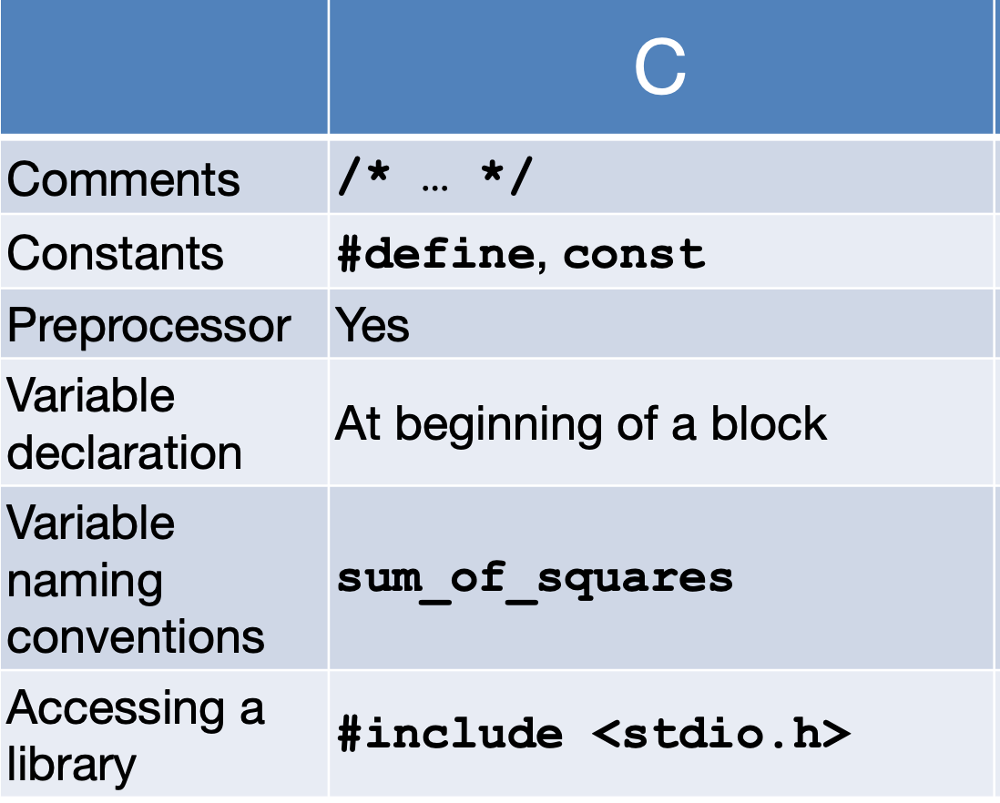 C
Comments /* … */
Constants #define, const
Preprocessor Yes
Variable
declaration At beginning of a block
Variable
naming
conventions sum_of_squares
Accessing a
library #include <stdio.h>